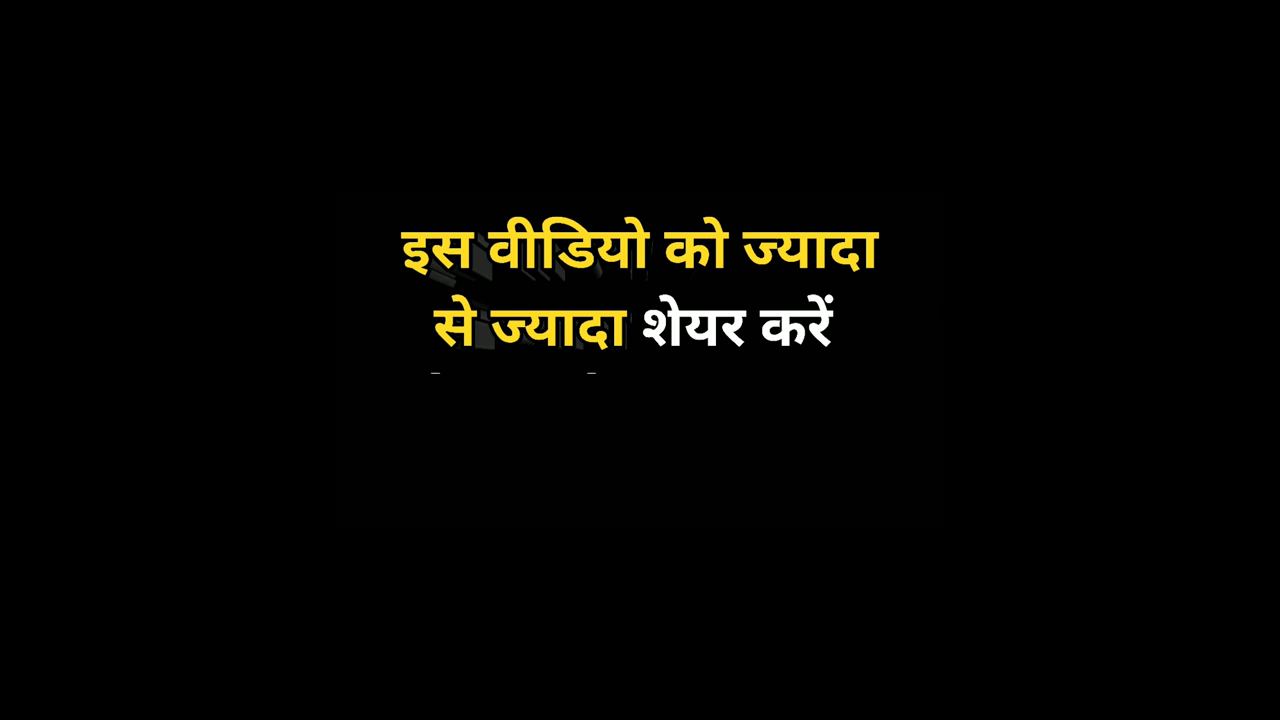 इस वीडियो को ज्यादा
से ज्यादा शेयर करें